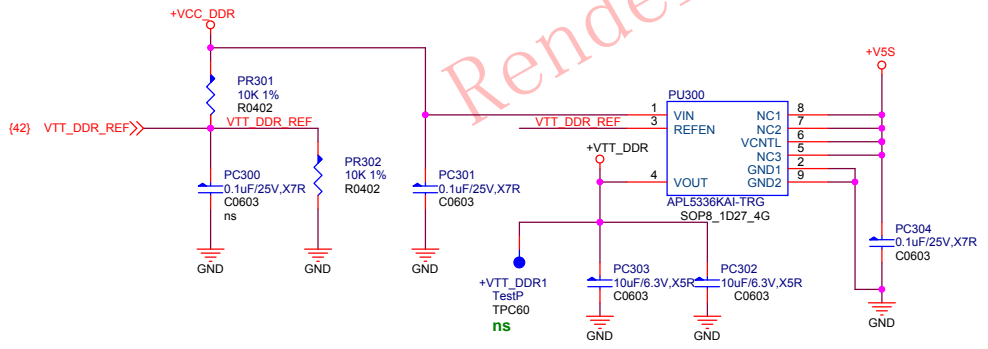 Render
+VCC_DDR
PR301
10K 1%
R0402
{42} VTT_DDR_REF
VTT_DDR_REF
PR302
10K 1%
R0402
PC300
0.1uF/25V,X7R
C0603
ns
GND
GND
PC301
0.1uF/25V,X7R
C0603
GND
VTT_DDR_REF
+VTT_DDR
PU300
1 VIN NC1 8
3 REFEN NC2 7
VCNTL 6
NC3 5
GND1 2
4 VOUT GND2 9
APL5336KAI-TRG
SOP8_1D27_4G
+V5S
PC304
0.1uF/25V,X7R
C0603
GND
+VTT_DDR1
TestP
TPC60
ns
PC303
10uF/6.3V,X5R
C0603
GND
PC302
10uF/6.3V,X5R
C0603
GND